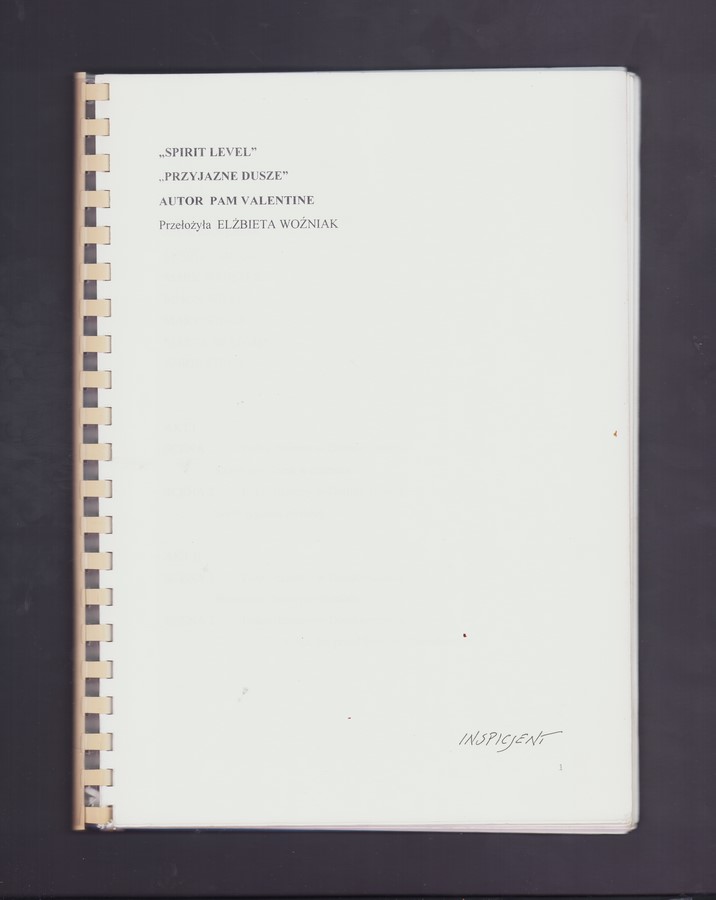 „SPIRIT LEVEL”
„PRZYJAZNE DUSZE”
AUTOR PAM VALENTINE
Przełożyła ELŻBIETA WOŹNIAK
INSPICJENT
1